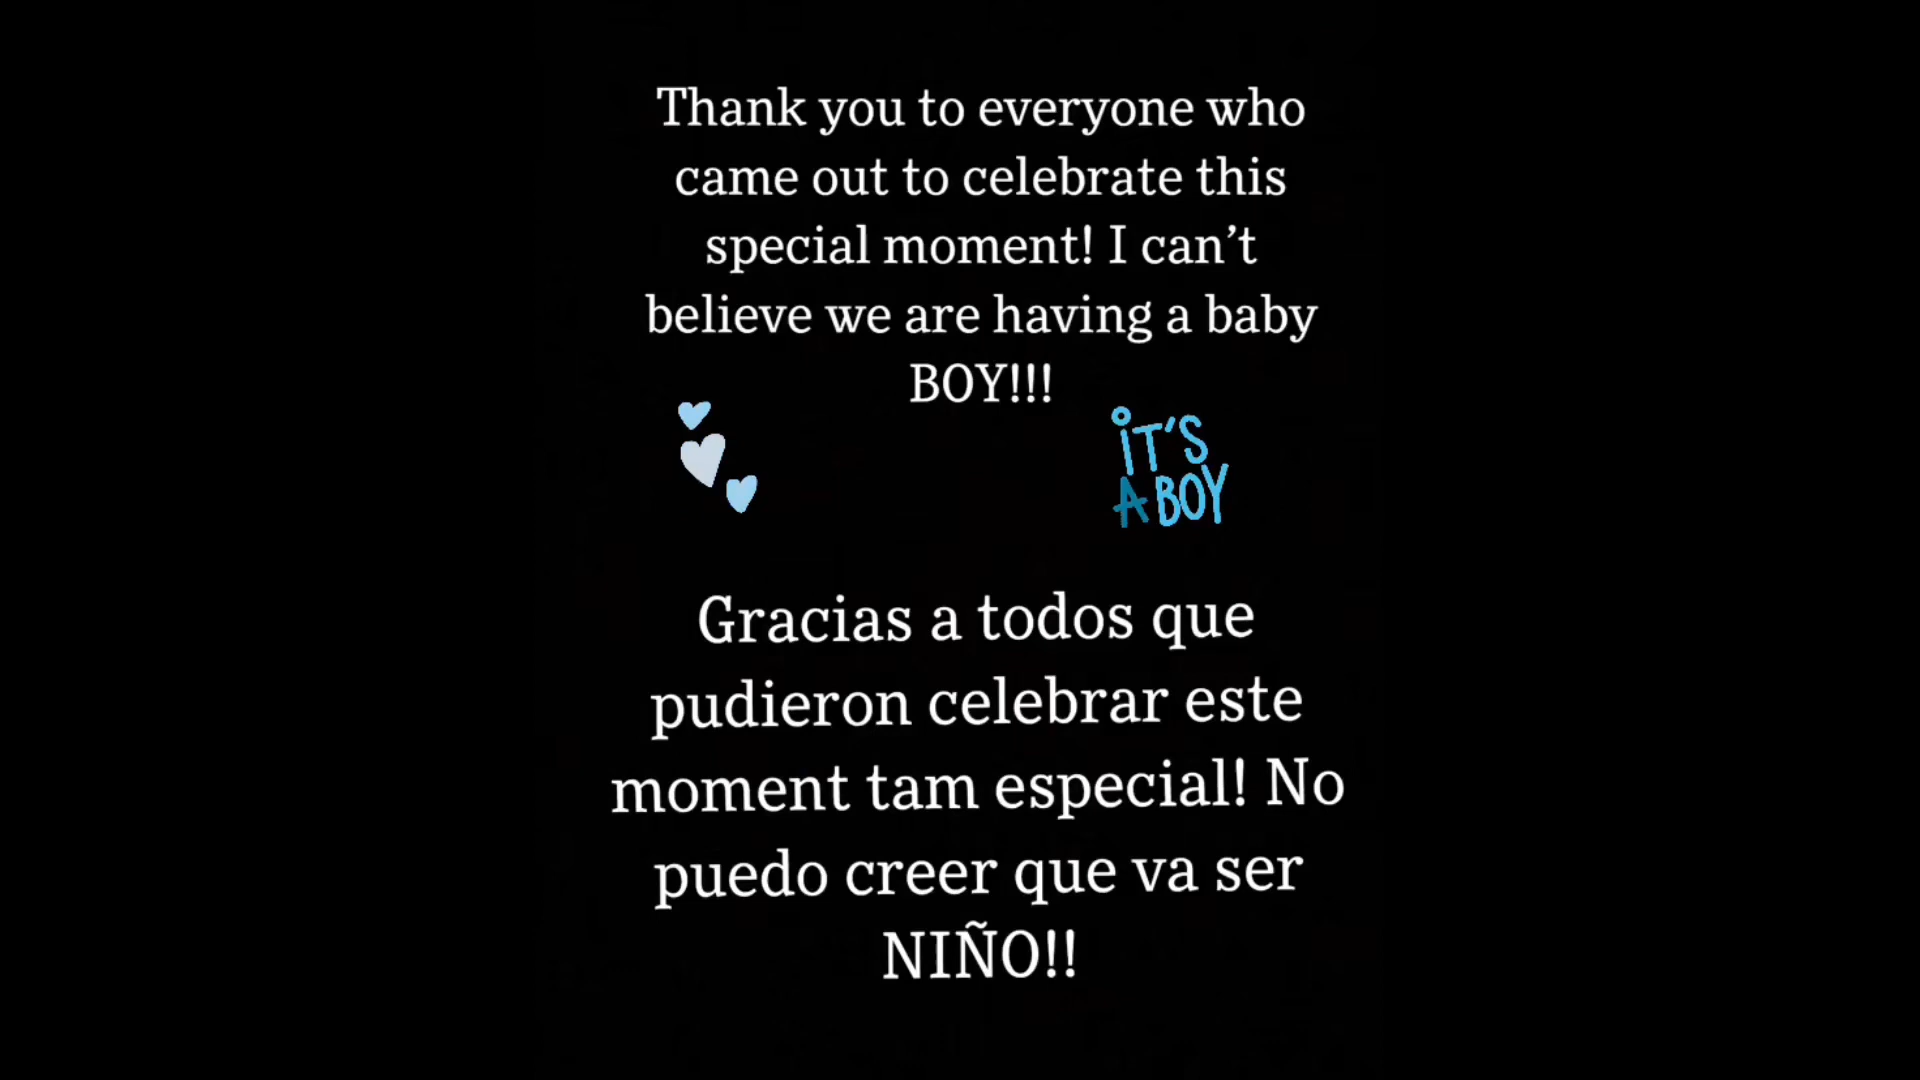 Thank you to everyone who
came out to celebrate this
special moment! I can’t
believe we are having a baby
BOY!!!
iT'S
A BOY
Gracias a todos que
pudieron celebrar este
moment tam especial! No
puedo creer que va ser
NIÑO!!